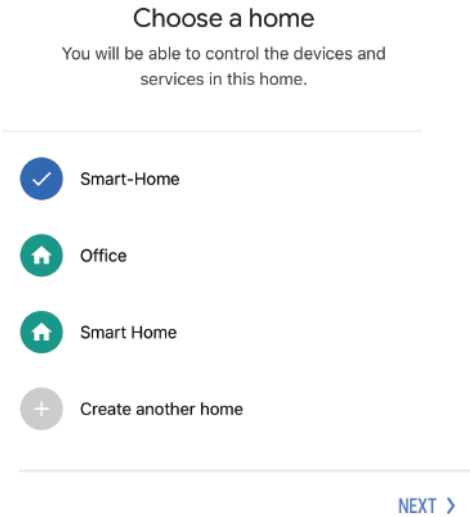 Choose a home
You will be able to control the devices and
services in this home.
Smart-Home
Office
Smart Home
Create another home
NEXT